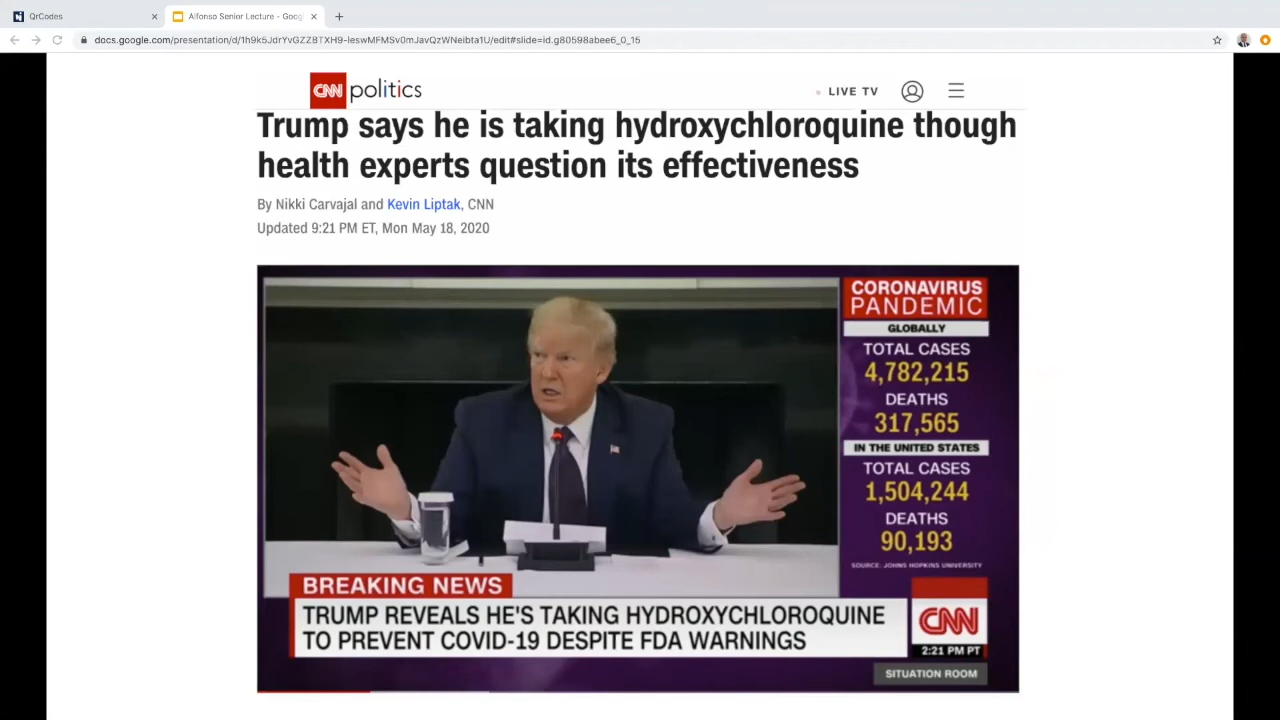 QrCodes
Alfonso Senior Lecture - Goog
docs.google.com/presentation/d/1h9k5JdrYvGZZBTXH9-IeswMFMSv0mJavQzWNeibta1U/edit#slide=id.g80598abee6_0_15
CNN politics
LIVE TV
Trump says he is taking hydroxychloroquine though
health experts question its effectiveness
By Nikki Carvajal and Kevin Liptak, CNN
Updated 9:21 PM ET, Mon May 18, 2020
CORONAVIRUS
PANDEMIC
GLOBALLY
TOTAL CASES
4,782,215
DEATHS
317,565
IN THE UNITED STATES
TOTAL CASES
1,504,244
DEATHS
90,193
SOURCE: JOHNS HOPKINS UNIVERSITY
BREAKING NEWS
TRUMP REVEALS HE'S TAKING HYDROXYCHLOROQUINE
TO PREVENT COVID-19 DESPITE FDA WARNINGS
CNN
2:21 PM PT
SITUATION ROOM